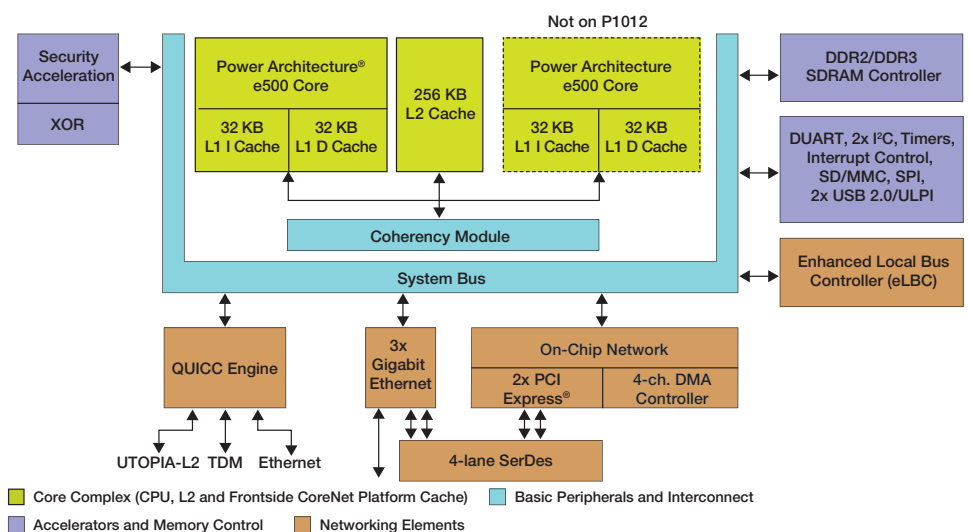 Not on P1012
Security
Acceleration
XOR
Power Architecture®
e500 Core
32 KB
L1 I Cache
32 KB
L1 D Cache
256 KB
L2 Cache
Power Architecture
e500 Core
32 KB
L1 I Cache
32 KB
L1 D Cache
DDR2/DDR3
SDRAM Controller
DUART, 2x I²C, Timers,
Interrupt Control,
SD/MMC, SPI,
2x USB 2.0/ULPI
Coherency Module
System Bus
Enhanced Local Bus
Controller (eLBC)
QUICC Engine
3x
Gigabit
Ethernet
On-Chip Network
2x PCI
Express®
4-ch. DMA
Controller
UTOPIA-L2 TDM Ethernet
4-lane SerDes
Core Complex (CPU, L2 and Frontside CoreNet Platform Cache)
Basic Peripherals and Interconnect
Accelerators and Memory Control
Networking Elements